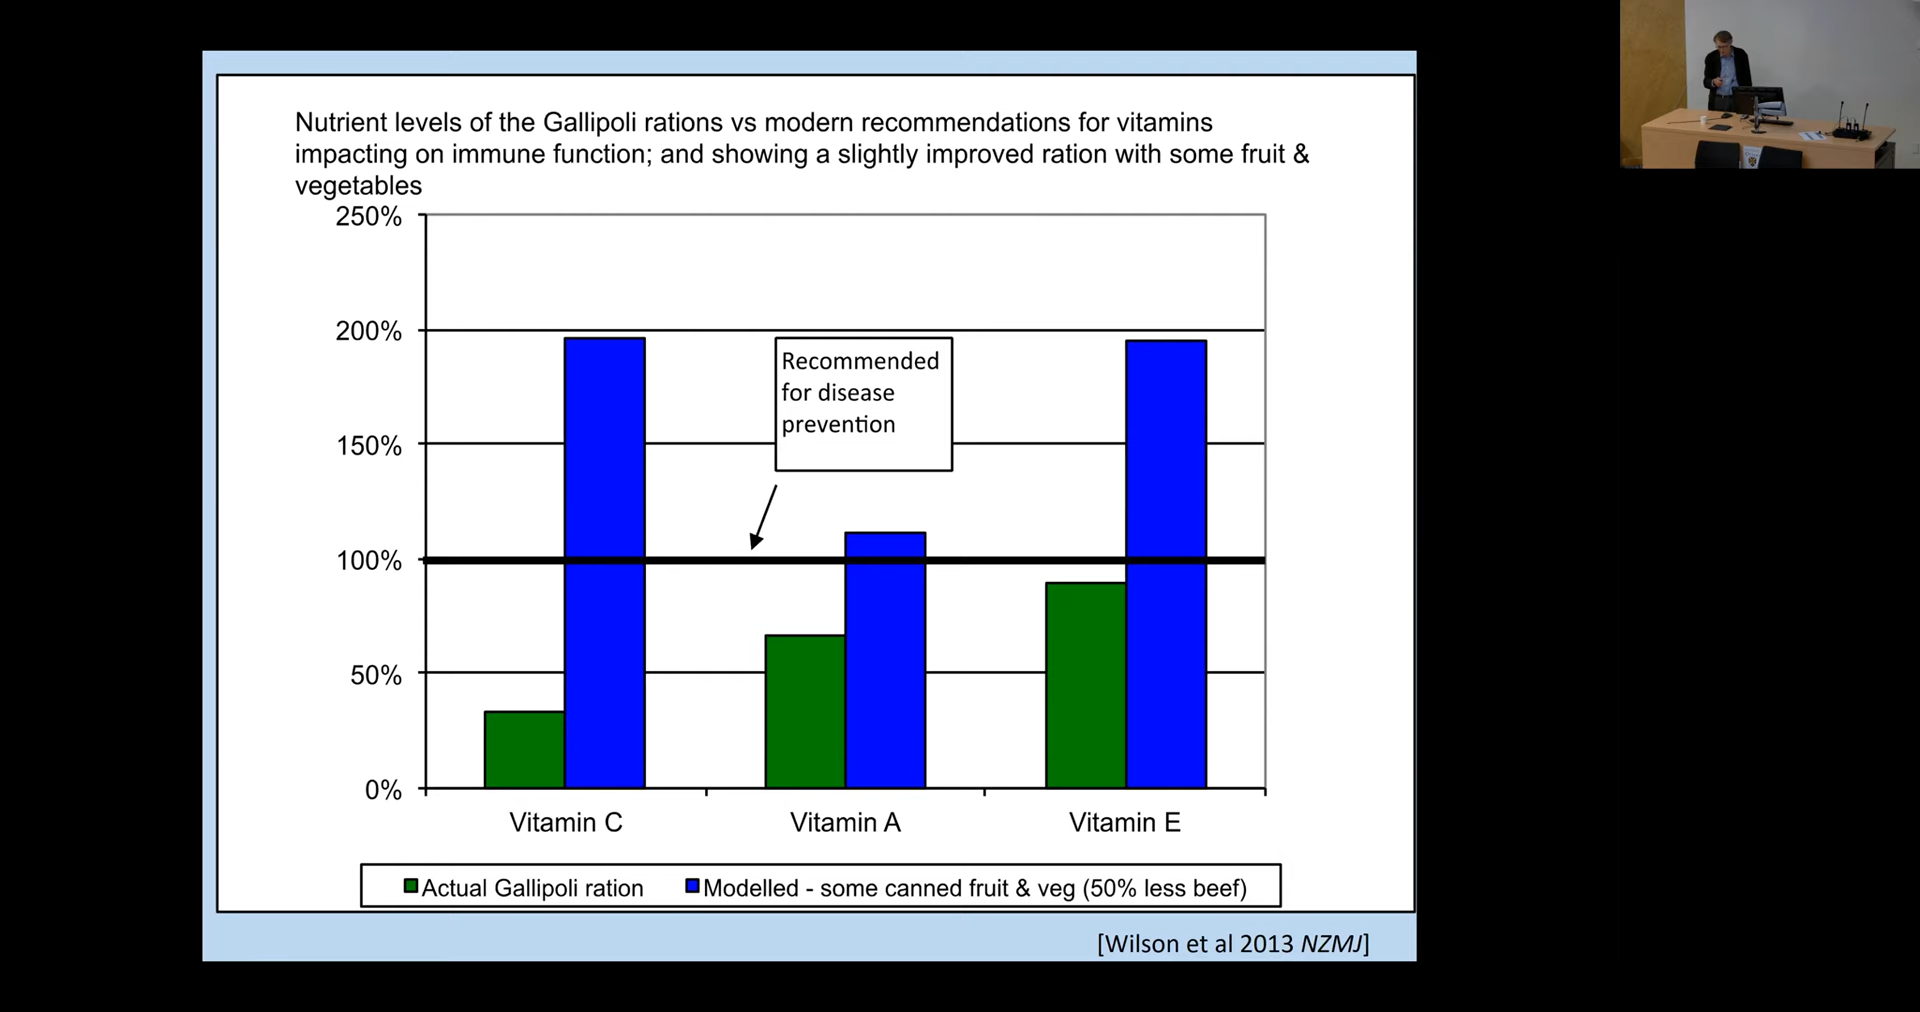 Nutrient levels of the Gallipoli rations vs modern recommendations for vitamins
impacting on immune function; and showing a slightly improved ration with some fruit &
vegetables
250%
200%
150%
100%
50%
0%
Recommended
for disease
prevention
Vitamin C
Vitamin A
Vitamin E
Actual Gallipoli ration
Modelled - some canned fruit & veg (50% less beef)
[Wilson et al 2013 NZMJ]